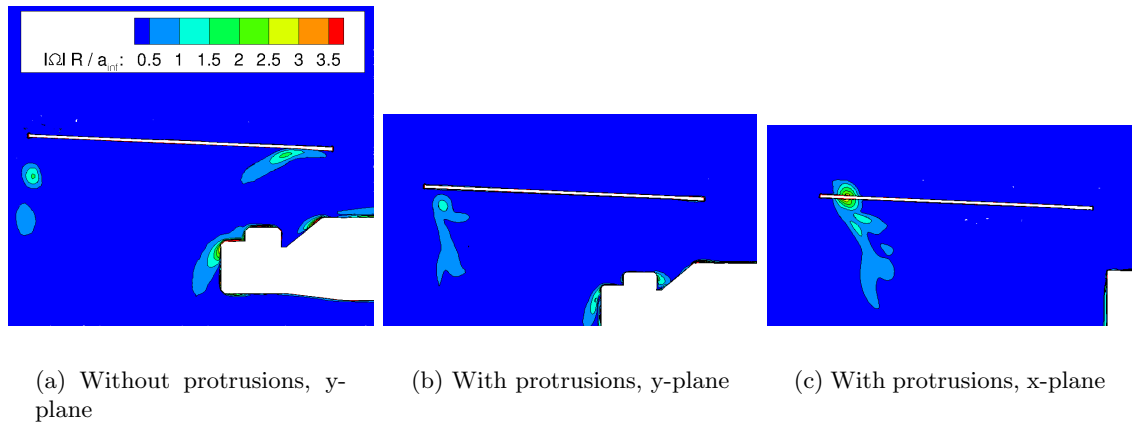 |Ω| R / a_inf: 0.5 1 1.5 2 2.5 3 3.5
(a) Without protrusions, y-
plane
(b) With protrusions, y-plane
(c) With protrusions, x-plane